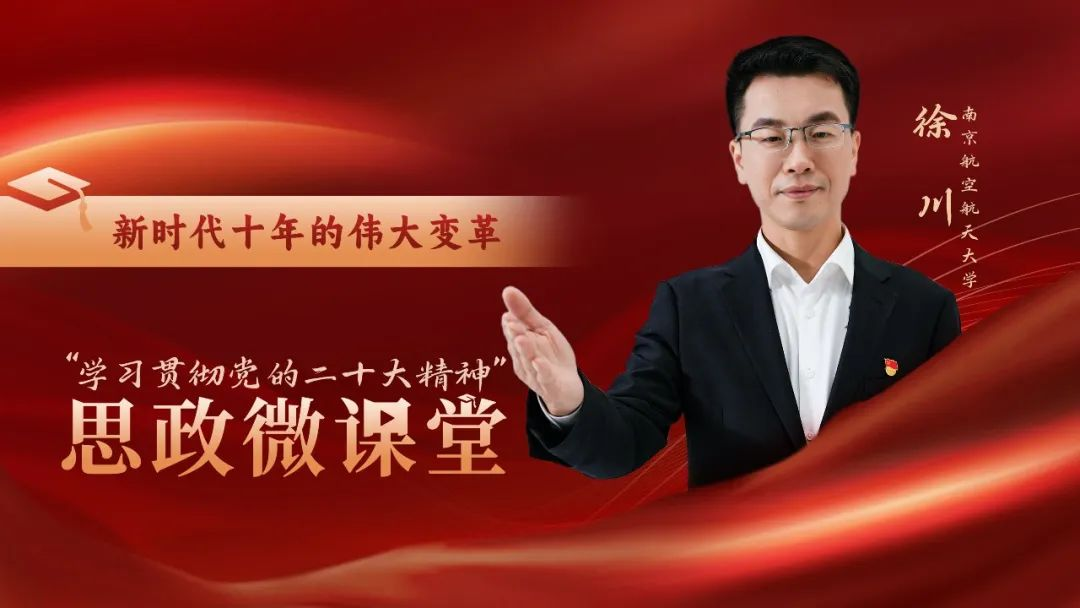 新时代十年的伟大变革
“学习贯彻党的二十大精神”
思政微课堂
徐川
南京航空航天大学